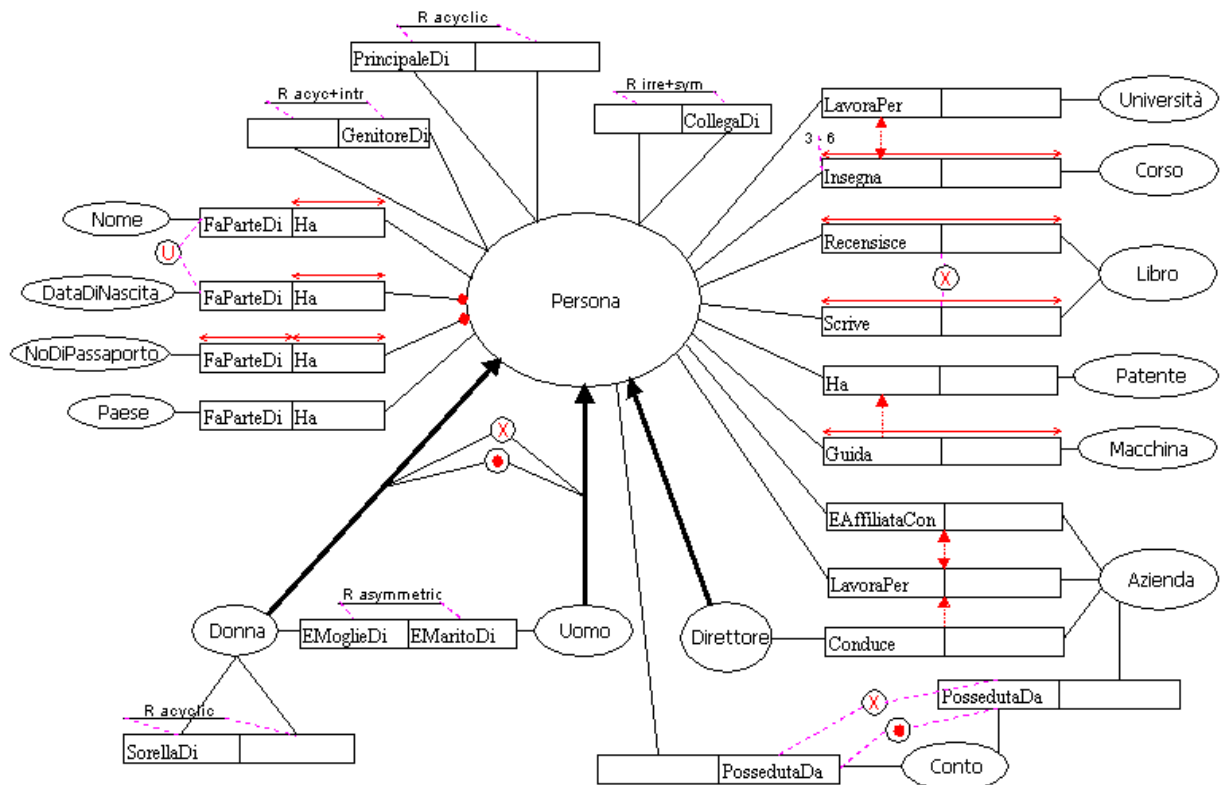 R acyclic
PrincipaleDi
R acyc+intr
GenitoreDi
R irre+sym
CollegaDi
LavoraPer
Università
3 - 6
Insegna
Corso
Nome
FaParteDi Ha
U
Recensisce
X
Libro
DataDiNascita
FaParteDi Ha
Persona
Scrive
NoDiPassaporto
FaParteDi Ha
Ha
Patente
Paese
FaParteDi Ha
X
Guida
Macchina
EAffiliataCon
LavoraPer
Azienda
R asymmetric
Donna
EMoglieDi EMaritoDi
Uomo
Direttore
Conduce
R acyclic
SorellaDi
X
PossedutaDa
PossedutaDa
Conto